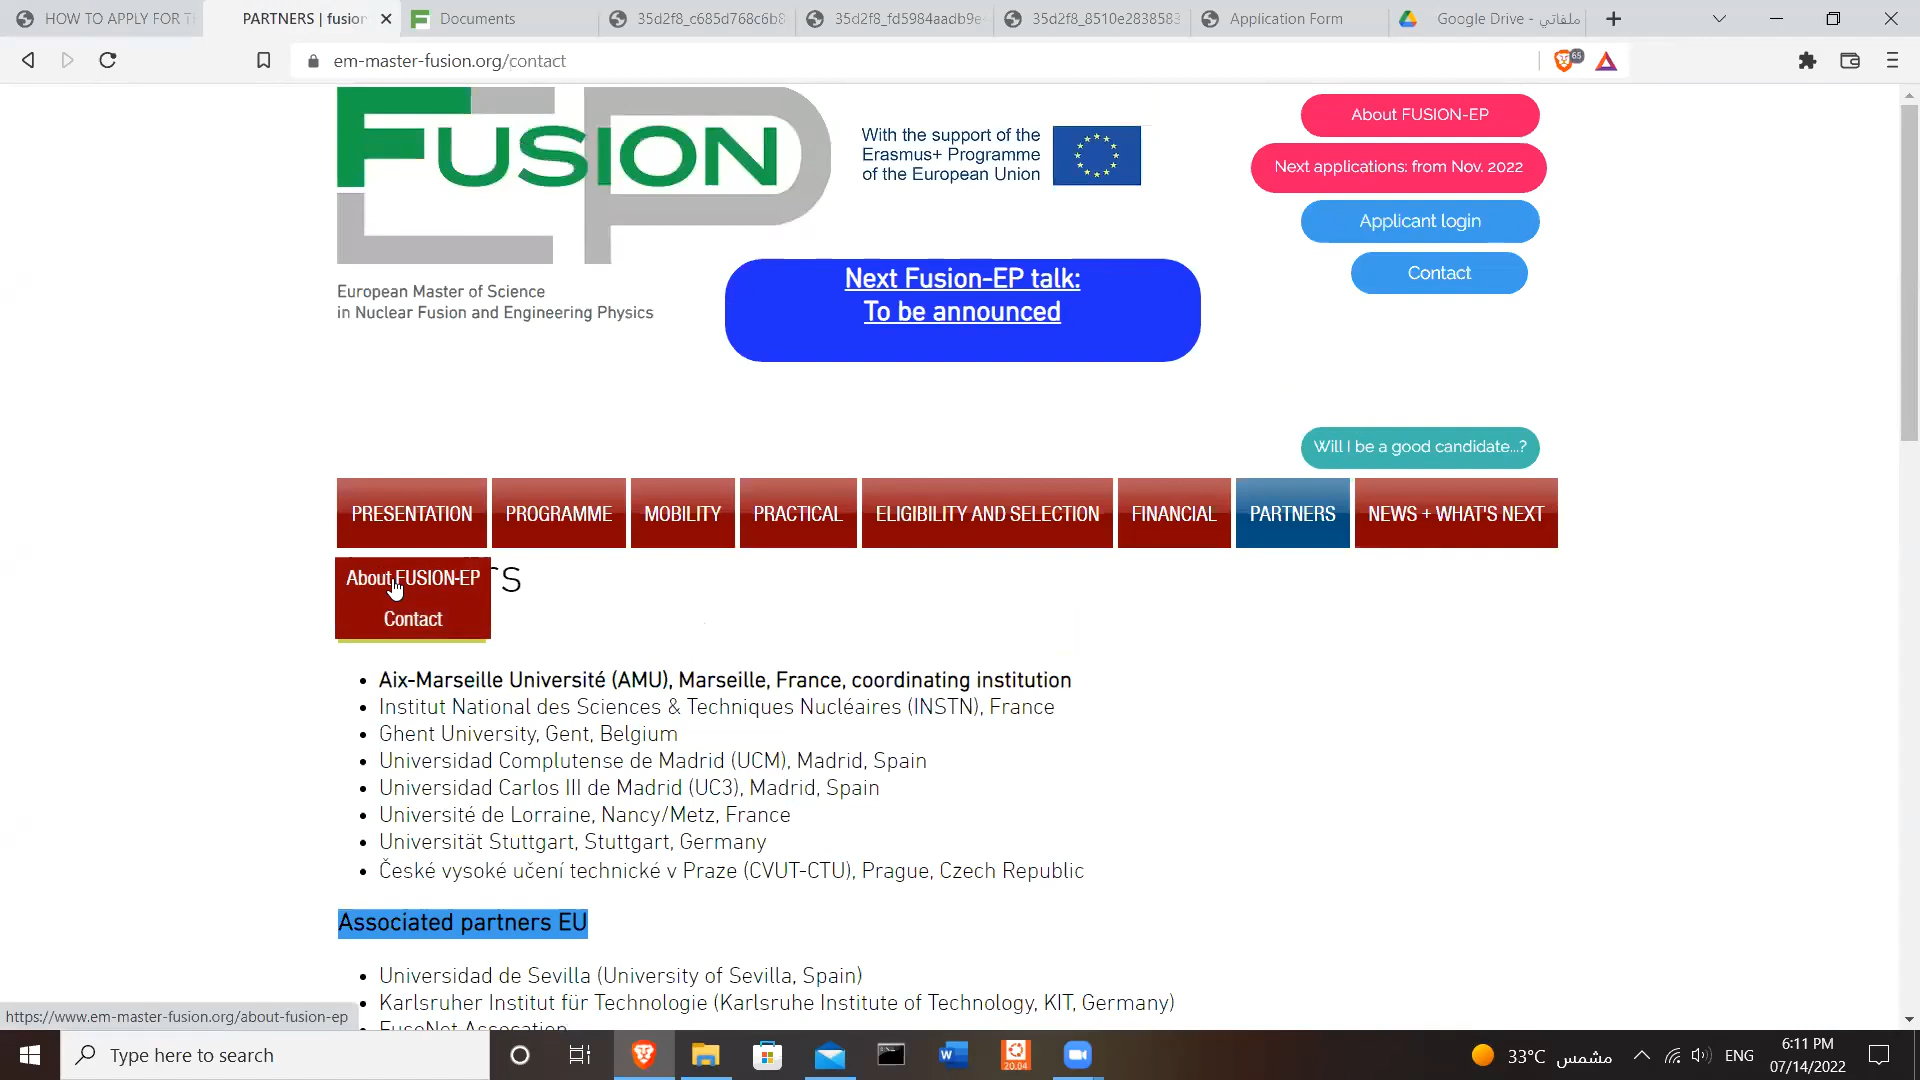 HOW TO APPLY FOR T
PARTNERS | fusion
Documents
35d2f8_c685d768c6b8
35d2f8_fd5984aadb9e
35d2f8_8510e2838583
Application Form
ملفاتي - Google Drive
em-master-fusion.org/contact
65
FUSION
EP
With the support of the
Erasmus+ Programme
of the European Union
European Master of Science
in Nuclear Fusion and Engineering Physics
About FUSION-EP
Next applications: from Nov. 2022
Applicant login
Contact
Next Fusion-EP talk:
To be announced
Will I be a good candidate...?
PRESENTATION
PROGRAMME
MOBILITY
PRACTICAL
ELIGIBILITY AND SELECTION
FINANCIAL
PARTNERS
NEWS + WHAT'S NEXT
About FUSION-EP
Contact
rs
• Aix-Marseille Université (AMU), Marseille, France, coordinating institution
• Institut National des Sciences & Techniques Nucléaires (INSTN), France
• Ghent University, Gent, Belgium
• Universidad Complutense de Madrid (UCM), Madrid, Spain
• Universidad Carlos III de Madrid (UC3), Madrid, Spain
• Université de Lorraine, Nancy/Metz, France
• Universität Stuttgart, Stuttgart, Germany
• České vysoké učení technické v Praze (CVUT-CTU), Prague, Czech Republic
Associated partners EU
• Universidad de Sevilla (University of Sevilla, Spain)
• Karlsruher Institut für Technologie (Karlsruhe Institute of Technology, KIT, Germany)
• FuseNet Assocation
https://www.em-master-fusion.org/about-fusion-ep
Type here to search
20.04
33°C مشمس
ENG
6:11 PM
07/14/2022